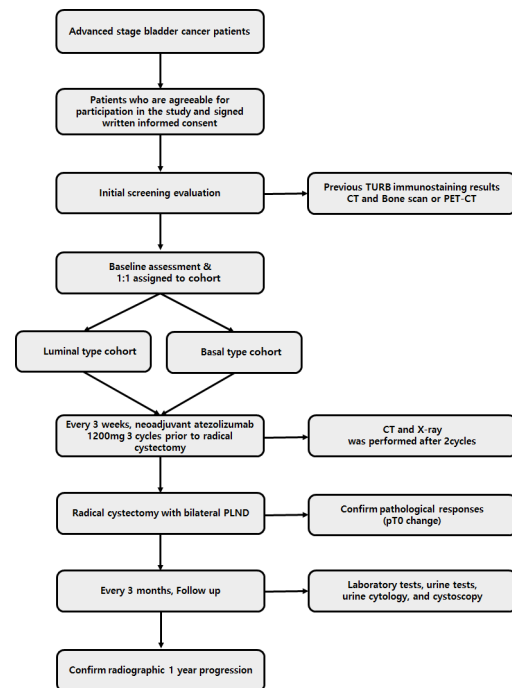 Advanced stage bladder cancer patients
Patients who are agreeable for
participation in the study and signed
written informed consent
Initial screening evaluation
Previous TURB immunostaining results
CT and Bone scan or PET-CT
Baseline assessment &
1:1 assigned to cohort
Luminal type cohort
Basal type cohort
Every 3 weeks, neoadjuvant atezolizumab
1200mg 3 cycles prior to radical
cystectomy
CT and X-ray
was performed after 2cycles
Radical cystectomy with bilateral PLND
Confirm pathological responses
(pT0 change)
Every 3 months, Follow up
Laboratory tests, urine tests,
urine cytology, and cystoscopy
Confirm radiographic 1 year progression